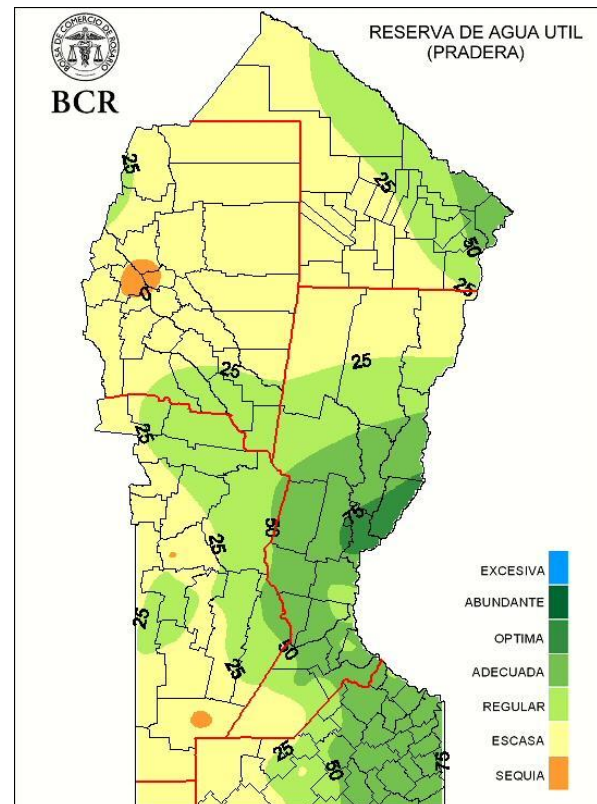 BOLSA DE COMERCIO DE ROSARIO
BCR
RESERVA DE AGUA UTIL
(PRADERA)
25
25
50
25
0
25
25
25
75
50
25
25
25
50
25
50
75
EXCESIVA
ABUNDANTE
OPTIMA
ADECUADA
REGULAR
ESCASA
SEQUIA